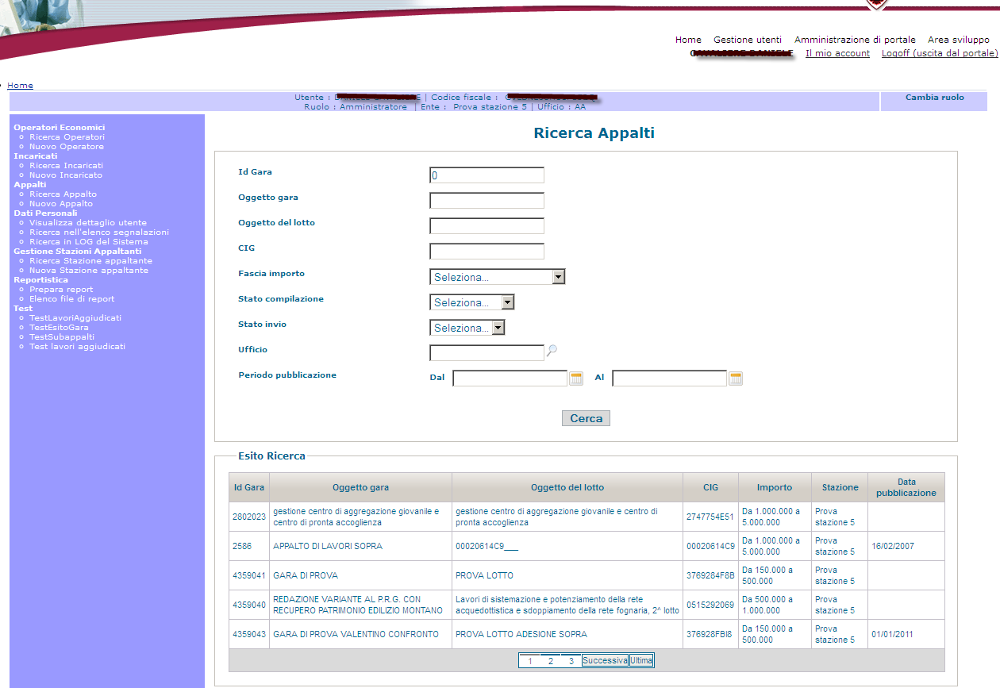 Home Gestione utenti Amministrazione di portale Area sviluppo
Il mio account Logoff (uscita dal portale)
Home
Utente : | Codice fiscale :
Ruolo : Amministratore | Ente : Prova stazione 5 | Ufficio : AA
Cambia ruolo
Operatori Economici
Ricerca Operatori
Nuovo Operatore
Incaricati
Ricerca Incaricati
Nuovo Incaricato
Appalti
Ricerca Appalto
Nuovo Appalto
Dati Personali
Visualizza dettaglio utente
Ricerca nell'elenco segnalazioni
Ricerca in LOG del Sistema
Gestione Stazioni Appaltanti
Ricerca Stazione appaltante
Nuova Stazione appaltante
Reportistica
Prepara report
Elenco file di report
Test
TestLavoriAggiudicati
TestEsitoGara
TestSubappalti
Test lavori aggiudicati
Ricerca Appalti
Id Gara 0
Oggetto gara
Oggetto del lotto
CIG
Fascia importo Seleziona...
Stato compilazione Seleziona...
Stato invio Seleziona...
Ufficio
Periodo pubblicazione Dal Al
Cerca
Esito Ricerca
Id Gara Oggetto gara Oggetto del lotto CIG Importo Stazione Data pubblicazione
2802023 gestione centro di aggregazione giovanile e centro di pronta accoglienza gestione centro di aggregazione giovanile e centro di pronta accoglienza 2747754E51 Da 1.000.000 a 5.000.000 Prova stazione 5
2586 APPALTO DI LAVORI SOPRA 00020614C9___ 00020614C9 Da 1.000.000 a 5.000.000 Prova stazione 5 16/02/2007
4359041 GARA DI PROVA PROVA LOTTO 3769284F8B Da 150.000 a 500.000 Prova stazione 5
4359040 REDAZIONE VARIANTE AL P.R.G. CON RECUPERO PATRIMONIO EDILIZIO MONTANO Lavori di sistemazione e potenziamento della rete acquedottistica e sdoppiamento della rete fognaria, 2^ lotto 0515292069 Da 500.000 a 1.000.000 Prova stazione 5
4359043 GARA DI PROVA VALENTINO CONFRONTO PROVA LOTTO ADESIONE SOPRA 376928FBI8 Da 150.000 a 500.000 Prova stazione 5 01/01/2011
1 2 3 Successiva Ultima